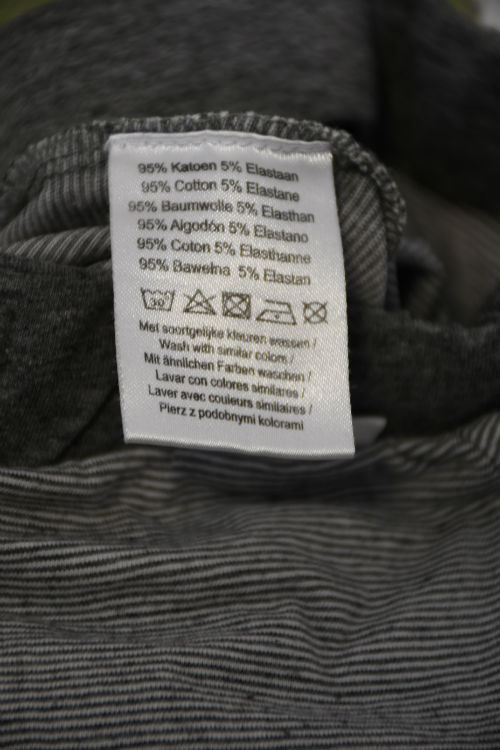 95% Katoen 5% Elastaan
95% Cotton 5% Elastane
95% Baumwolle 5% Elasthan
95% Algodón 5% Elastano
95% Coton 5% Elasthanne
95% Bawełna 5% Elastan
30
Met soortgelijke kleuren wassen /
Wash with similar colors /
Mit ähnlichen Farben waschen /
Lavar con colores similares /
Laver avec couleurs similaires /
Pierz z podobnymi kolorami